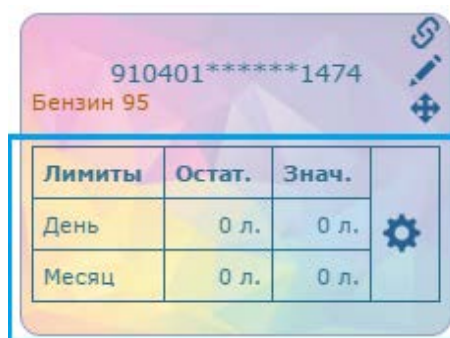 910401******1474
Бензин 95
Лимиты Остат. Знач.
День 0 л. 0 л.
Месяц 0 л. 0 л.